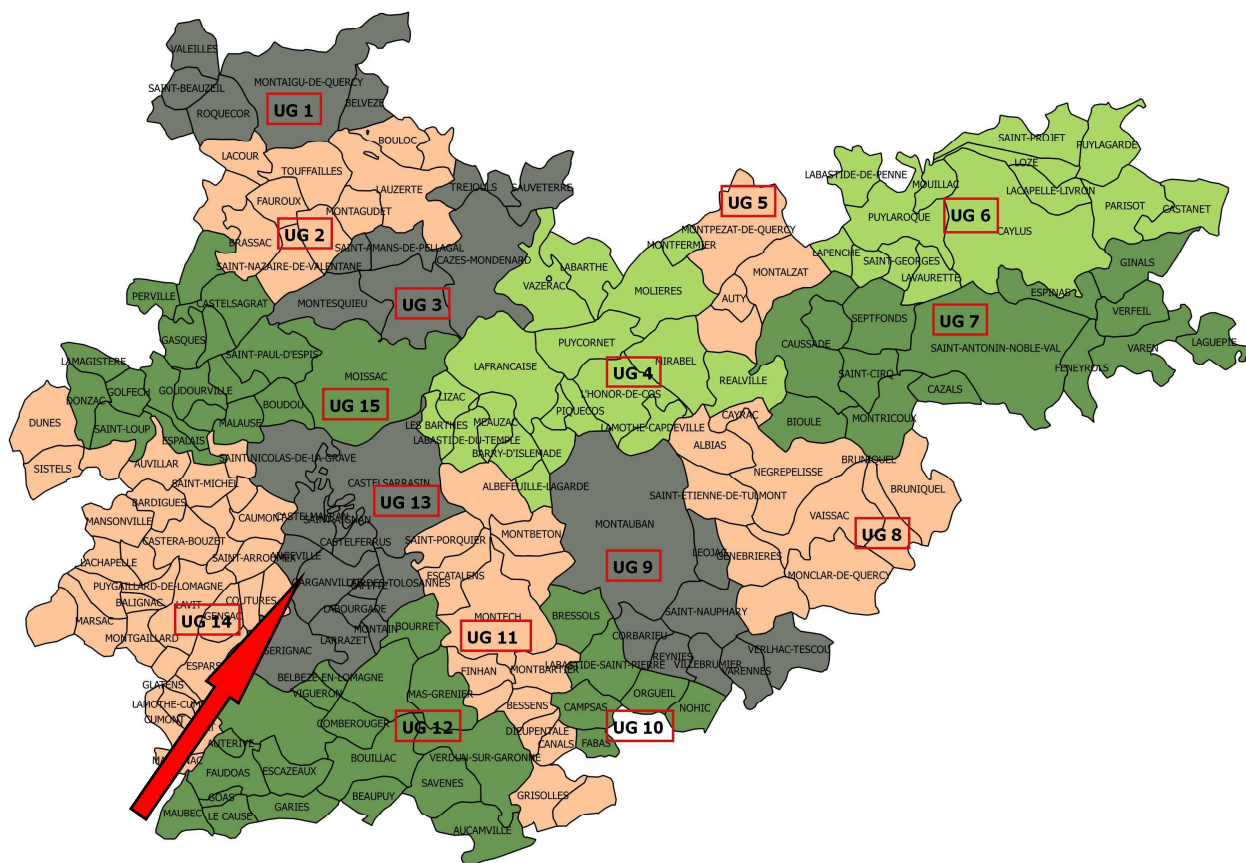 VALEILLES
MONTAIGU-DE-QUERCY
SAINT-BEAUZEIL
BELVEZE
ROQUECOR
UG 1
BOULOC
LACOUR
TOUFFAILLES
TREJOULS
SAUVETERRE
LAUZERTE
FAUROUX
MONTAGUDET
UG 2
BRASSAC
SAINT-AMANS-DE-PELLAGAL
CAZES-MONDENARD
SAINT-NAZAIRE-DE-VALENTANE
SAINT-PROJET
PUYLAGARDE
LOZE
LABASTIDE-DE-PENNE
MOUILLAC
LACAPELLE-LIVRON
UG 5
PARISOT
CASTANET
PUYLAROQUE
UG 6
CAYLUS
MONTPEZAT-DE-QUERCY
MONTFERMIER
LAPENCHE
SAINT-GEORGES
GINALS
LABARTHE
MONTALZAT
LAVAURETTE
VAZERAC
MOLIERES
ESPINAS
PERVILLE
CASTELSAGRAT
MONTESQUIEU
UG 3
AUTY
SEPTFONDS
UG 7
VERFEIL
LAGUEPIE
GASQUES
SAINT-PAUL-D'ESPIS
PUYCORNET
CAUSSADE
SAINT-ANTONIN-NOBLE-VAL
VAREN
LAMAGISTERE
MOISSAC
LAFRANCAISE
UG 4
MIRABEL
FENEYROLS
GOLFECH
GOUDOURVILLE
REALVILLE
SAINT-CIRQ
CAZALS
DONZAC
BOUDOU
UG 15
LIZAC
L'HONOR-DE-COS
DUNES
MALAUSE
PIQUECOS
CAYRAC
BIOULE
MONTRICOUX
SAINT-LOUP
ESPALAIS
LES BARTHES
MEAUZAC
LAMOTHE-CAPDEVILLE
LABASTIDE-DU-TEMPLE
ALBIAS
SISTELS
AUVILLAR
SAINT-NICOLAS-DE-LA-GRAVE
BARRY-D'ISLEMADE
BRUNIQUEL
NEGREPELISSE
SAINT-MICHEL
CASTELSARRASIN
ALBEFEUILLE-LAGARDE
BRUNIQUEL
BARDIGUES
UG 13
SAINT-ETIENNE-DE-TULMONT
CAUMONT
CASTELMAYRAN
MANSONVILLE
SAINT-AIGNAN
MONTAUBAN
VAISSAC
UG 8
CASTERA-BOUZET
CASTELFERRUS
SAINT-PORQUIER
MONTBETON
LACHAPELLE
SAINT-ARROUMEX
ANGEVILLE
LEOJAC
GENEBRIERES
ESCATALENS
UG 9
PUYGAILLARD-DE-LOMAGNE
GARGANVILLAR
MONCLAR-DE-QUERCY
BALIGNAC
LAVIT
COUTURES
LABOURGADE
MARSAC
UG 14
GENSAC
MONTECH
BRESSOLS
SAINT-NAUPHARY
MONTAIN
BOURRET
UG 11
MONTGAILLARD
LARRAZET
CORBARIEU
SERIGNAC
REYNIES
VERLHAC-TESCOU
ESPARS
FINHAN
MONTBARTIER
LABASTIDE-SAINT-PIERRE
VILLEBRUMIER
VARENNES
GLATENS
BELBEZE-EN-LOMAGNE
VIGUERON
MAS-GRENIER
ORGUEIL
LAMOTHE-CUM
BESSENS
CAMPSAS
NOHIC
CUMONT
COMBEROUGER
UG 12
DIEUPENTALE
UG 10
AUTERIVE
CANALS
FABAS
BOUILLAC
VERDUN-SUR-GARONNE
FAUDOAS
ESCAZEAUX
SAVENES
GOAS
BEAUPUY
GRISOLLES
MAUBEC
LE CAUSE
GARIES
AUCAMVILLE